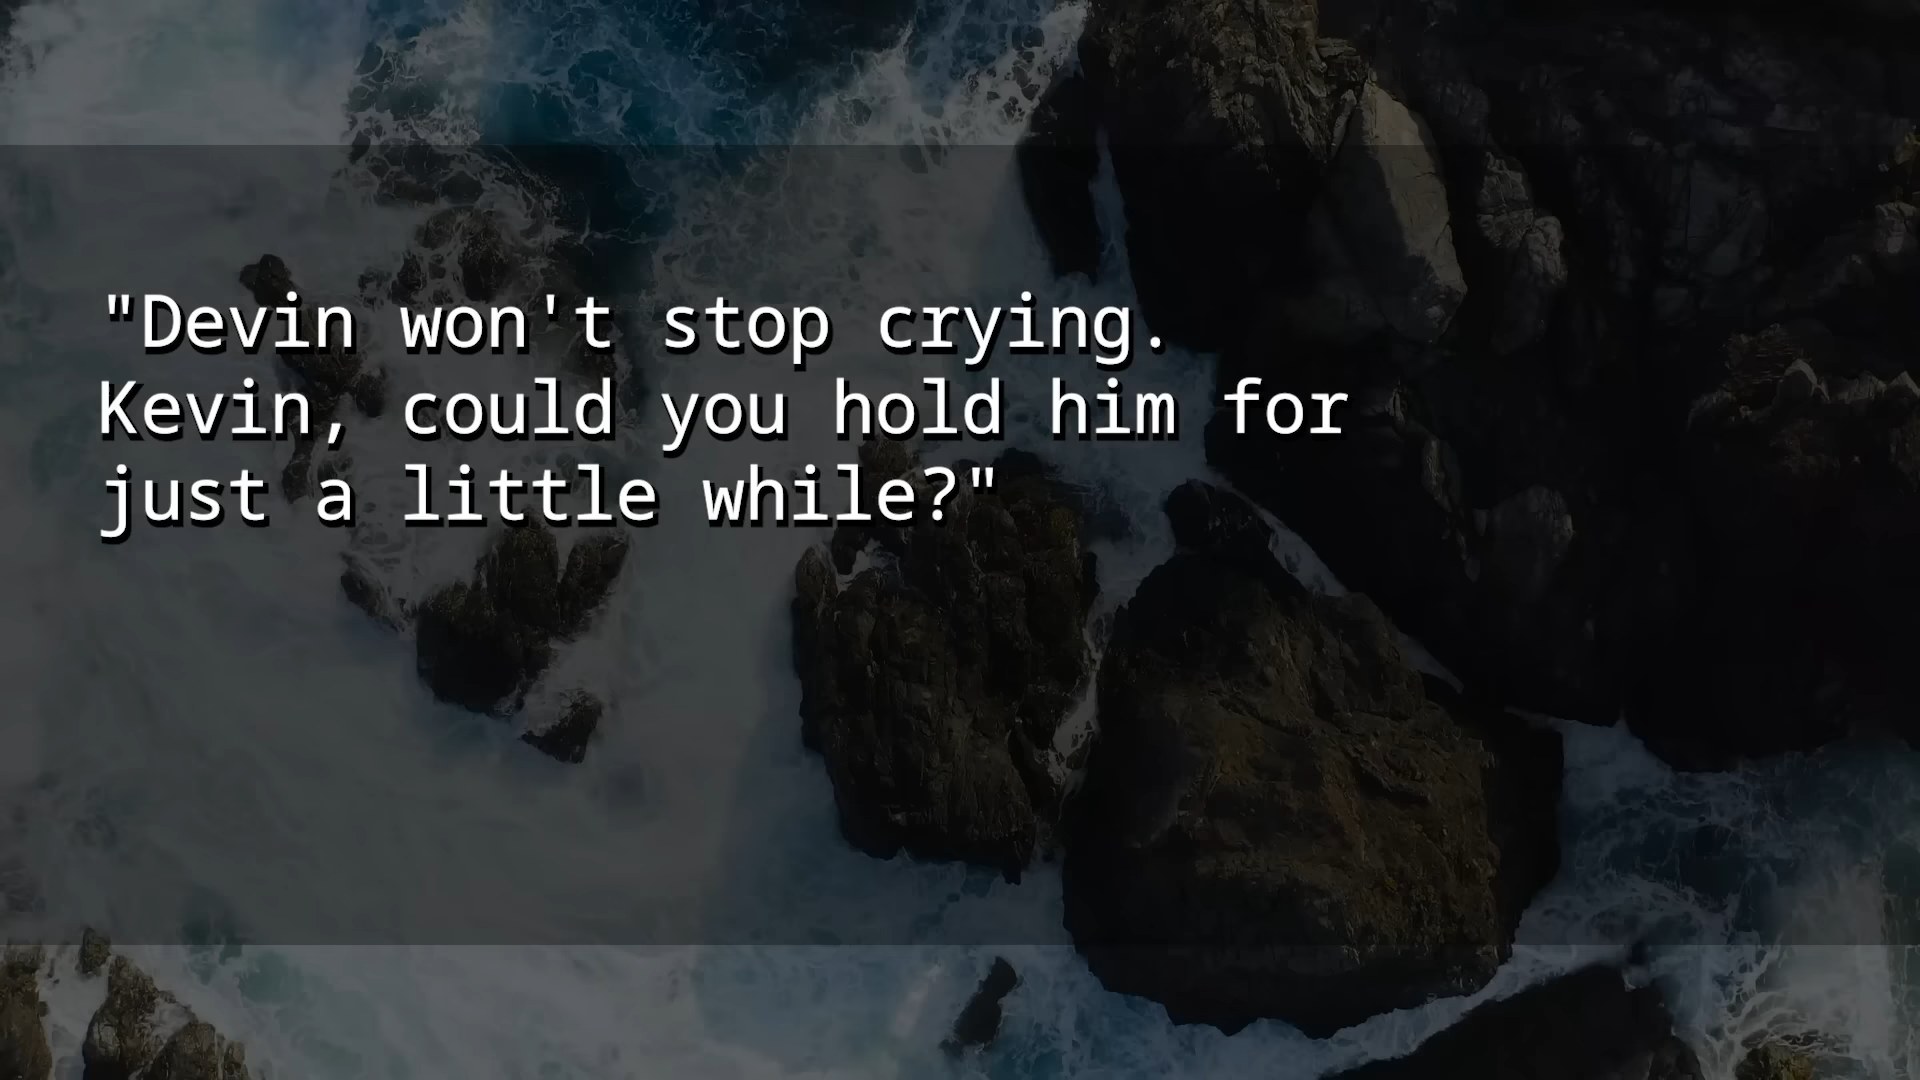 "Devin won't stop crying.
Kevin, could you hold him for
just a little while?"